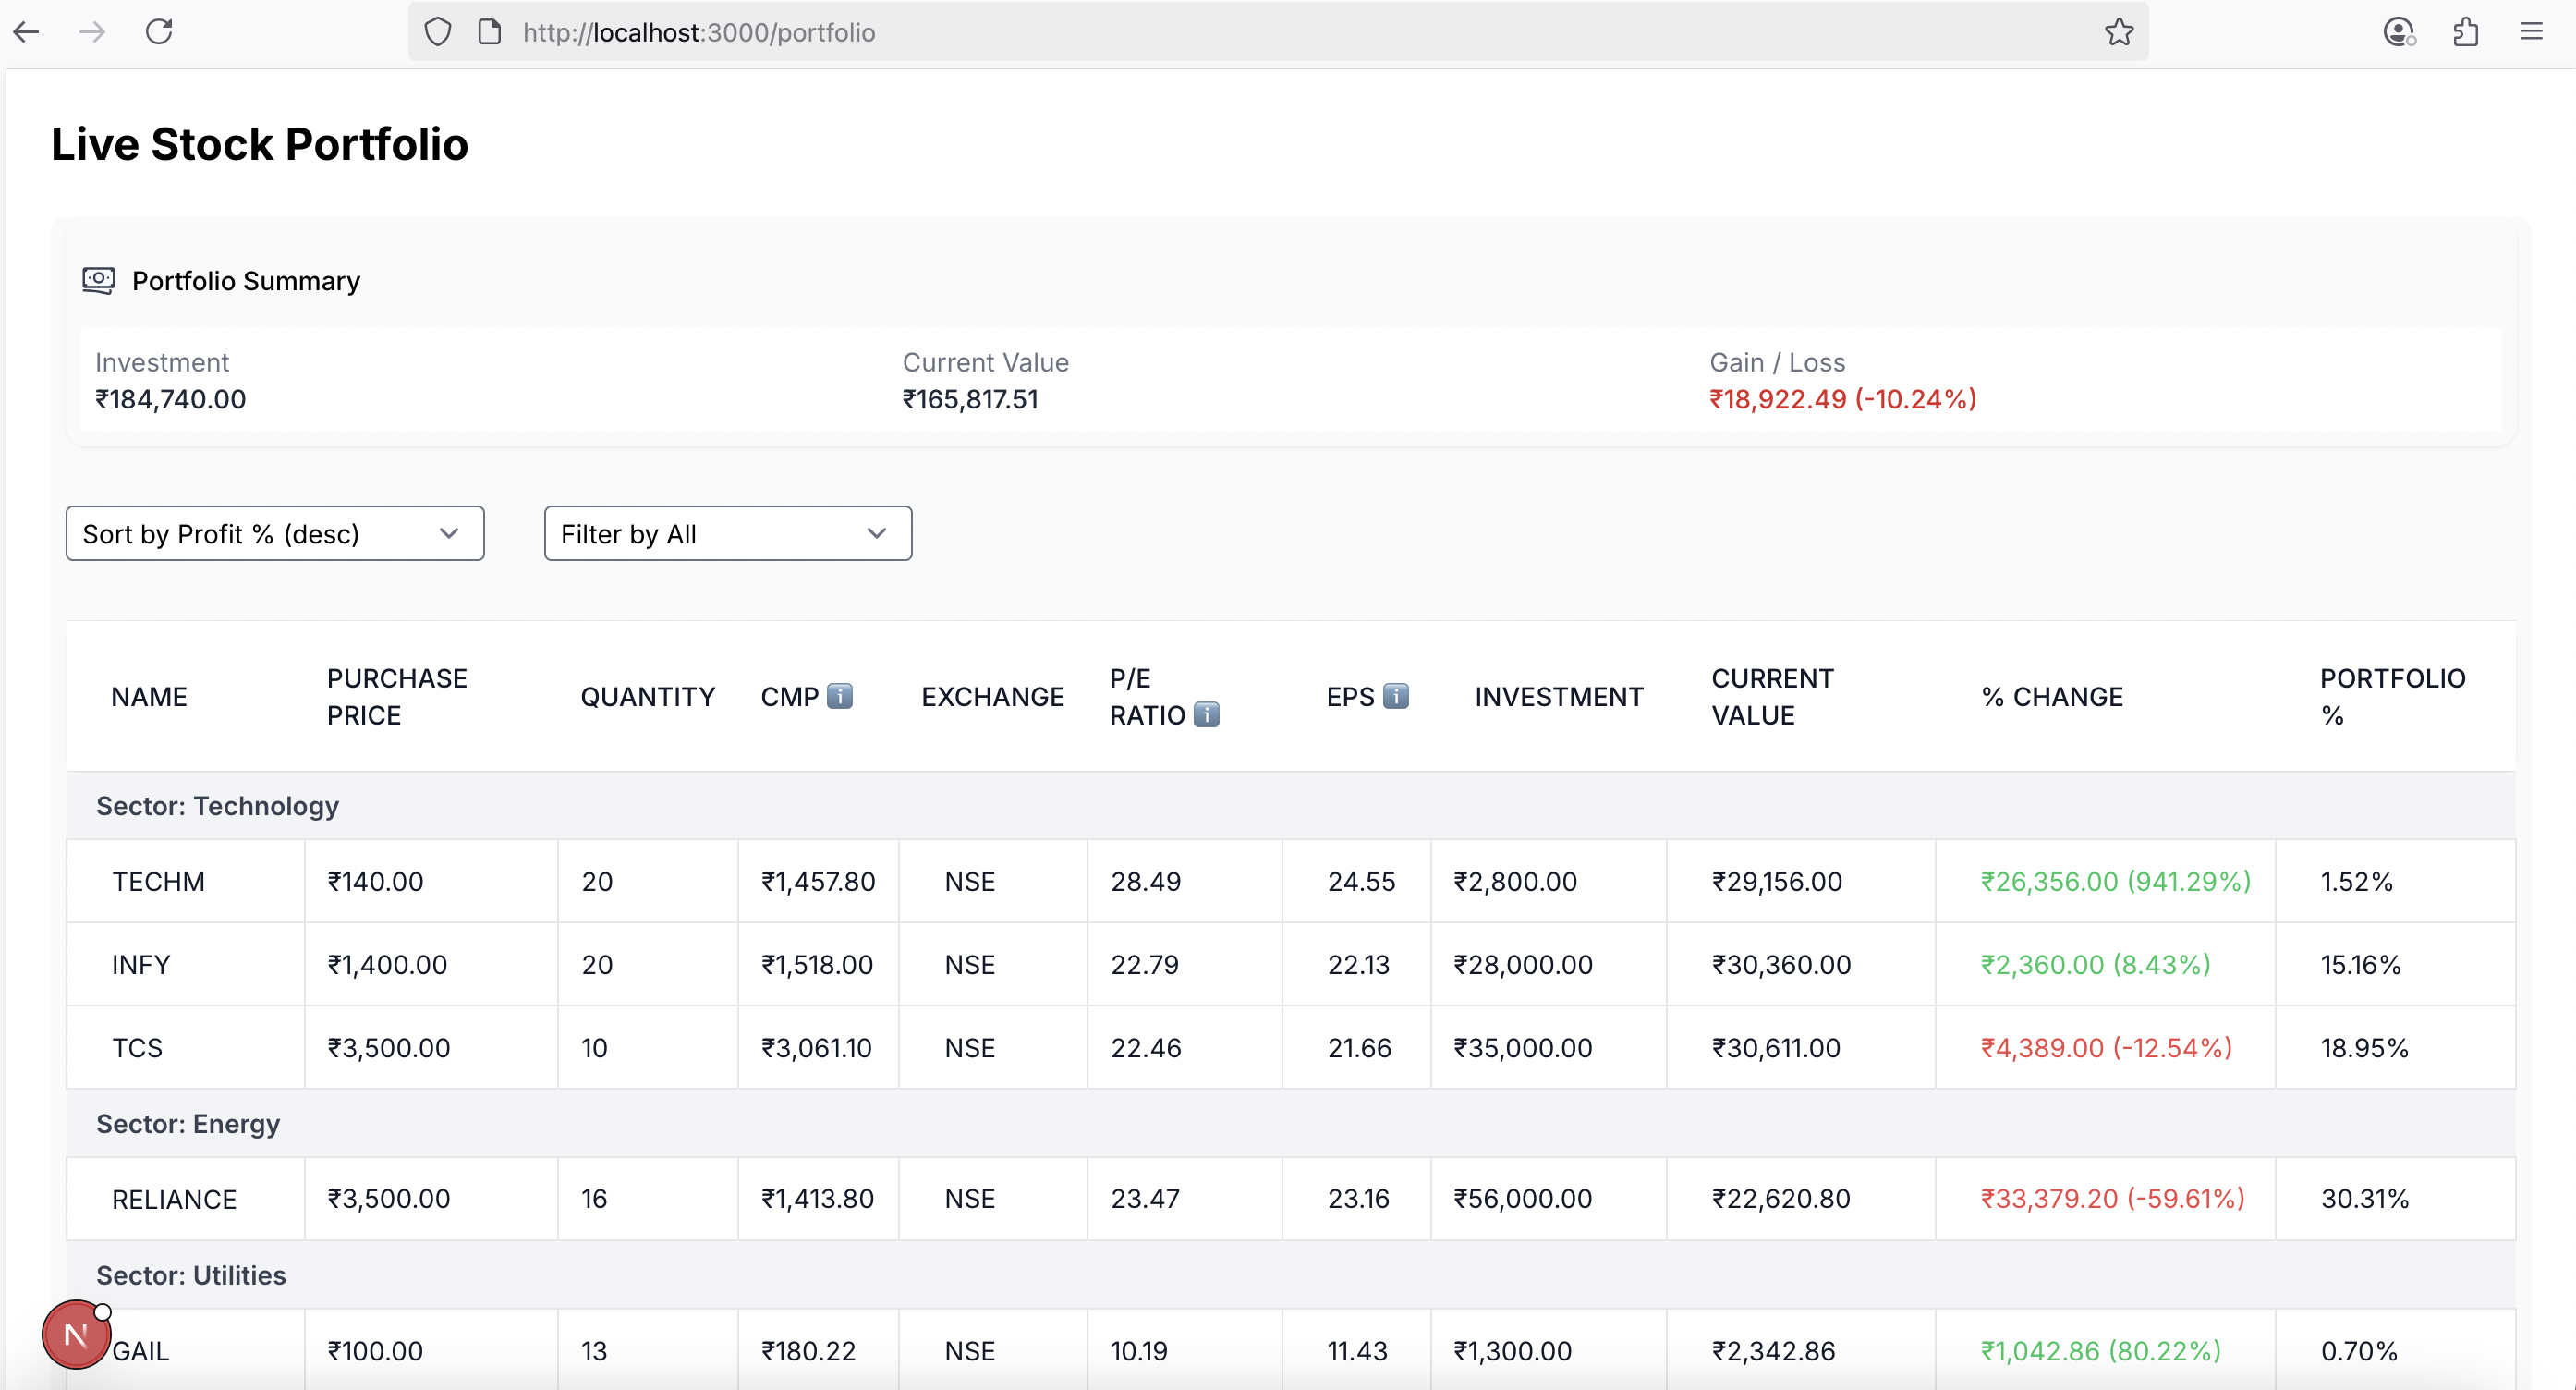 http://localhost:3000/portfolio
Live Stock Portfolio
Portfolio Summary
Investment Current Value Gain / Loss
₹184,740.00 ₹165,817.51 ₹18,922.49 (-10.24%)
Sort by Profit % (desc) Filter by All
NAME PURCHASE PRICE QUANTITY CMP i EXCHANGE P/E RATIO i EPS i INVESTMENT CURRENT VALUE % CHANGE PORTFOLIO %
Sector: Technology
TECHM ₹140.00 20 ₹1,457.80 NSE 28.49 24.55 ₹2,800.00 ₹29,156.00 ₹26,356.00 (941.29%) 1.52%
INFY ₹1,400.00 20 ₹1,518.00 NSE 22.79 22.13 ₹28,000.00 ₹30,360.00 ₹2,360.00 (8.43%) 15.16%
TCS ₹3,500.00 10 ₹3,061.10 NSE 22.46 21.66 ₹35,000.00 ₹30,611.00 ₹4,389.00 (-12.54%) 18.95%
Sector: Energy
RELIANCE ₹3,500.00 16 ₹1,413.80 NSE 23.47 23.16 ₹56,000.00 ₹22,620.80 ₹33,379.20 (-59.61%) 30.31%
Sector: Utilities
N
GAIL ₹100.00 13 ₹180.22 NSE 10.19 11.43 ₹1,300.00 ₹2,342.86 ₹1,042.86 (80.22%) 0.70%